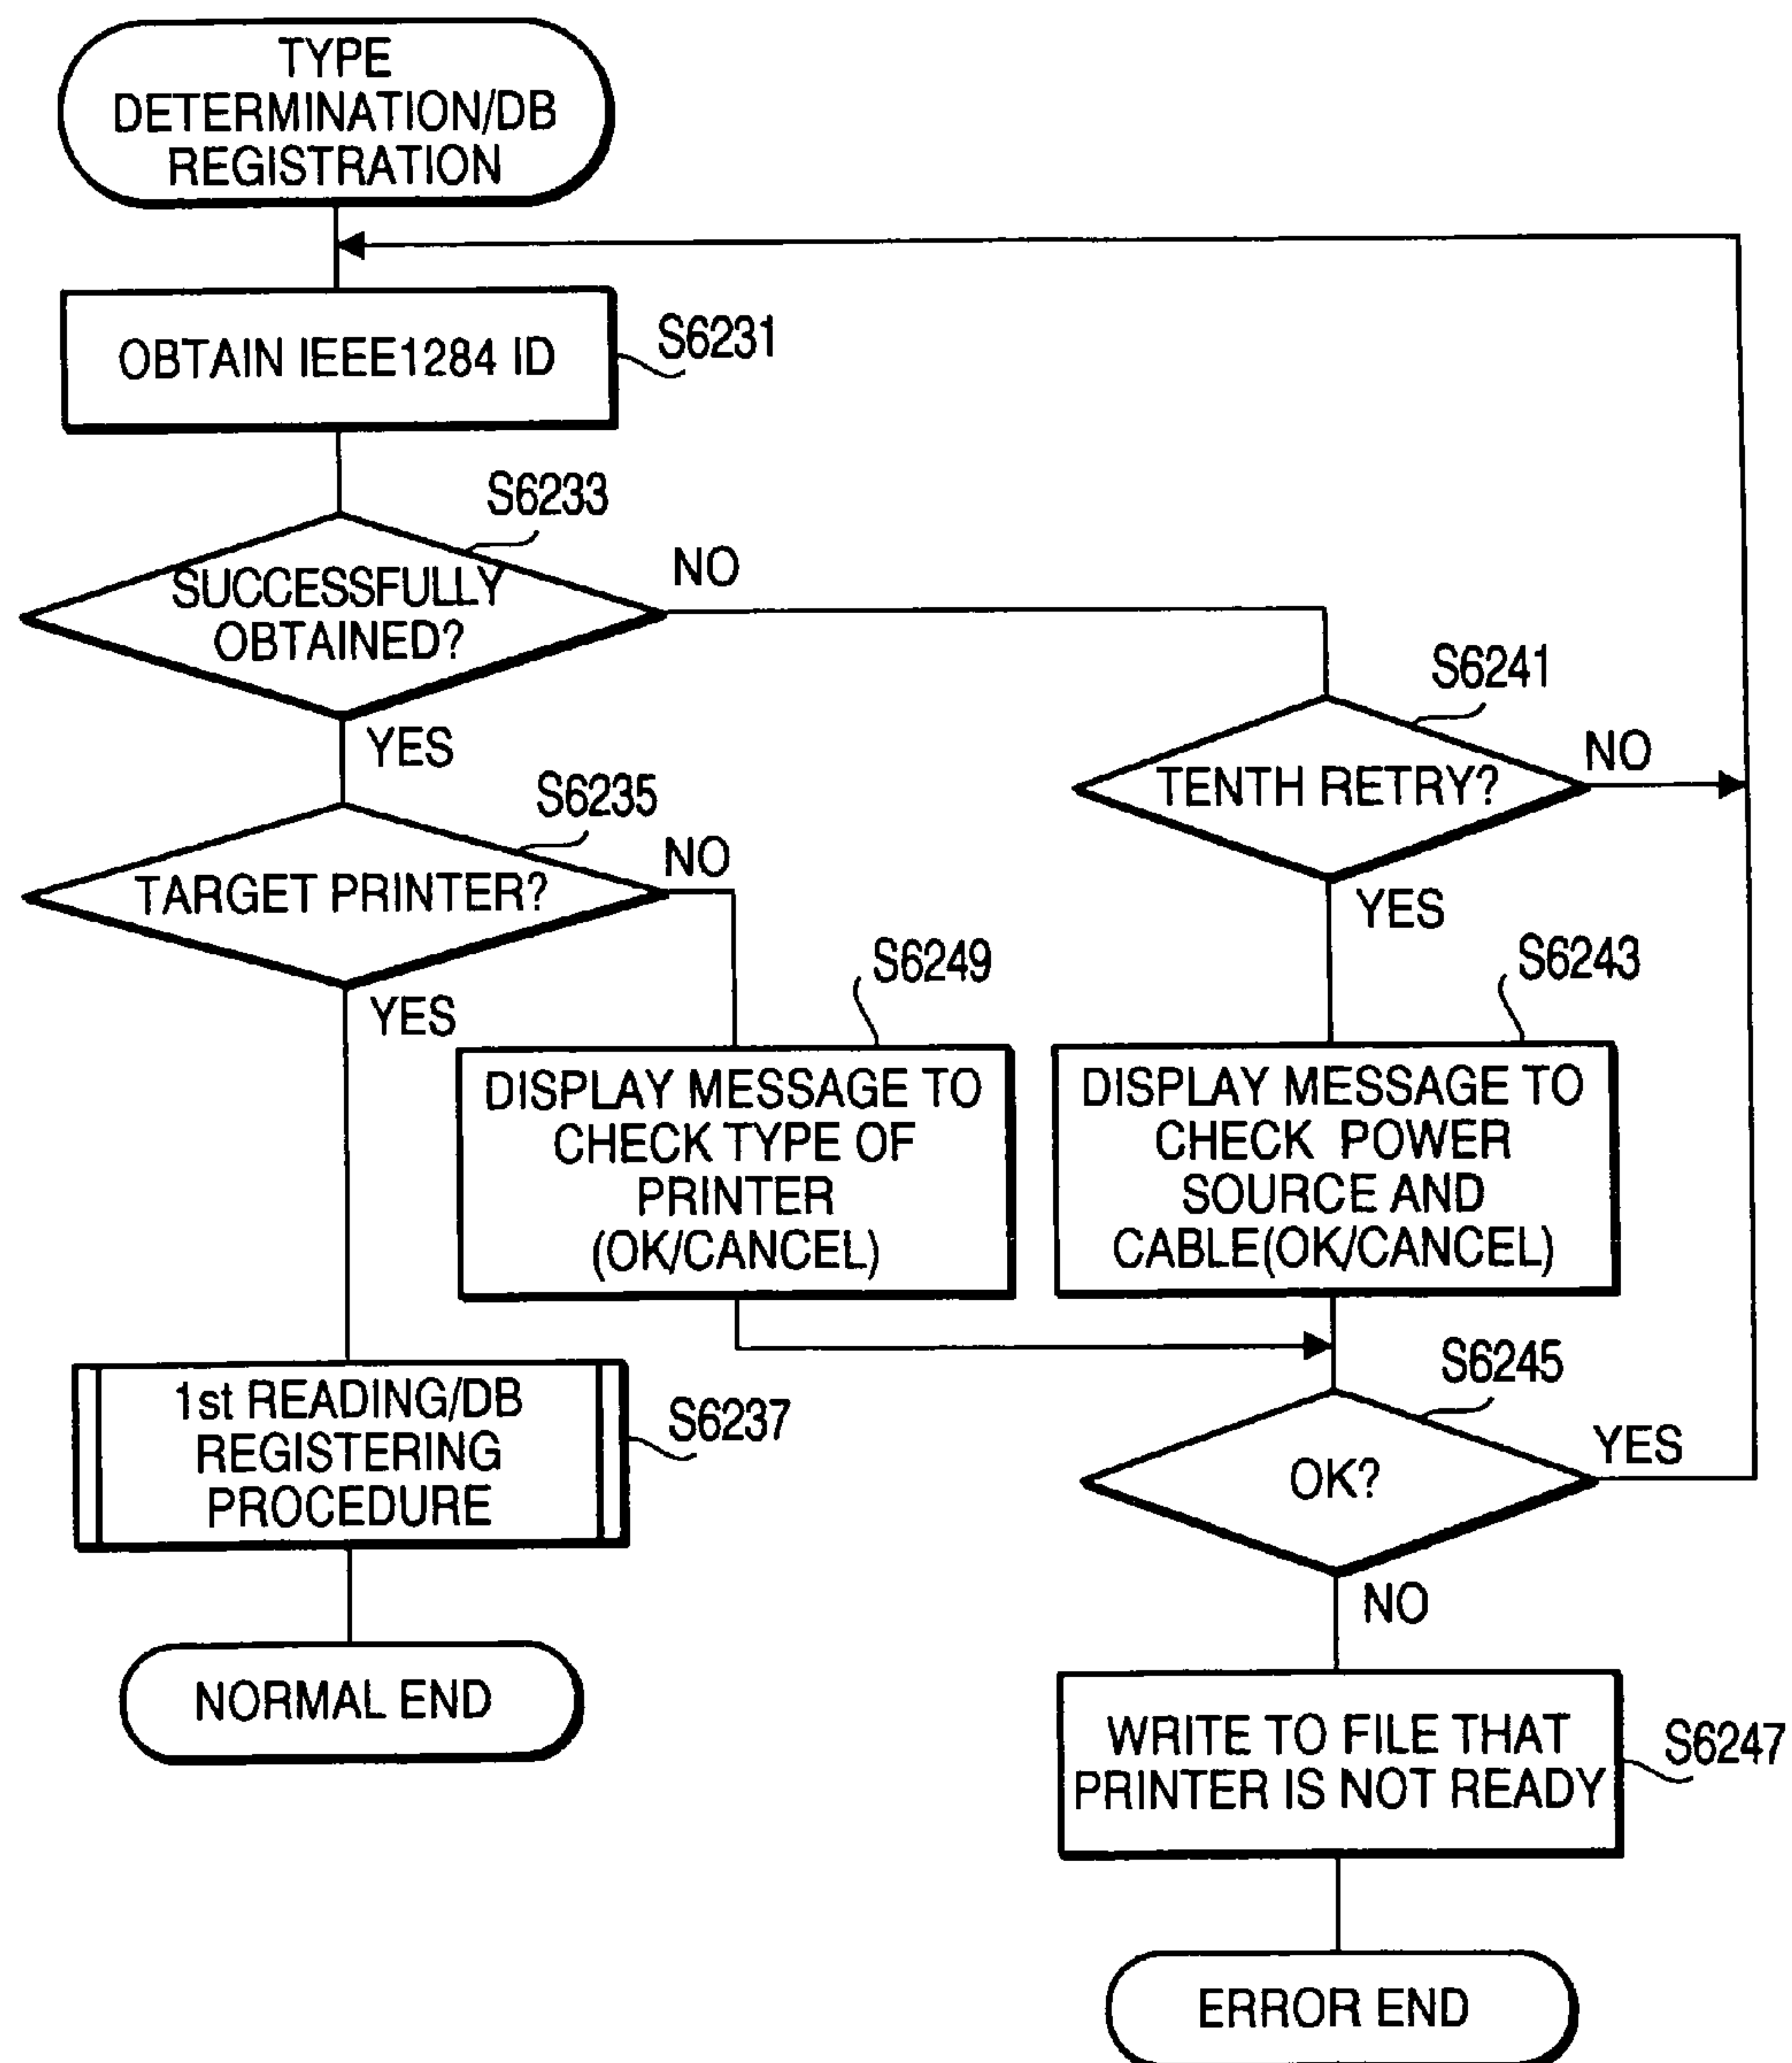 TYPE
DETERMINATION/DB
REGISTRATION
OBTAIN IEEE1284 ID
S6231
S6233
SUCCESSFULLY
OBTAINED?
NO
YES
S6241
TENTH RETRY?
NO
YES
S6235
TARGET PRINTER?
NO
YES
S6249
DISPLAY MESSAGE TO
CHECK TYPE OF
PRINTER
(OK/CANCEL)
S6243
DISPLAY MESSAGE TO
CHECK POWER
SOURCE AND
CABLE(OK/CANCEL)
S6245
OK?
YES
NO
1st READING/DB
REGISTERING
PROCEDURE
S6237
NORMAL END
WRITE TO FILE THAT
PRINTER IS NOT READY
S6247
ERROR END